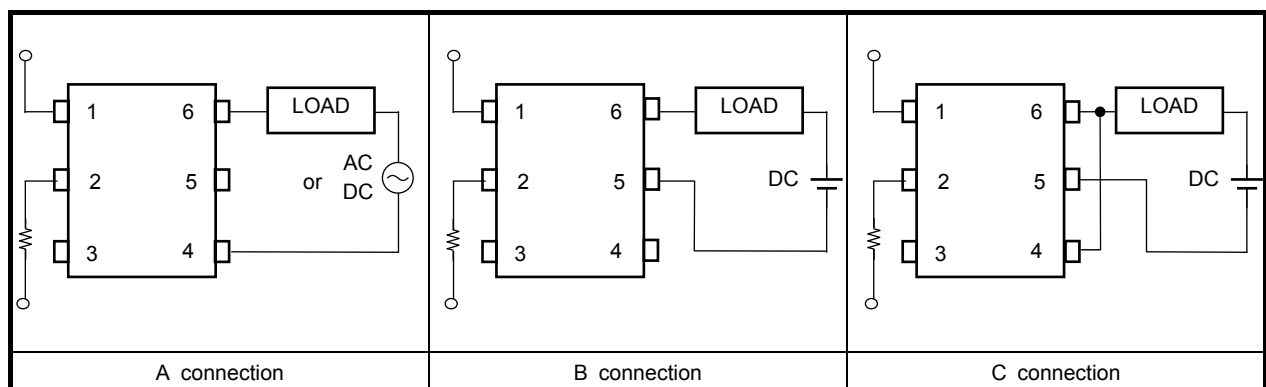 1 6 LOAD
AC
2 5 or DC
3 4
A connection
1 6 LOAD
2 5 DC
3 4
B connection
1 6 LOAD
2 5 DC
3 4
C connection